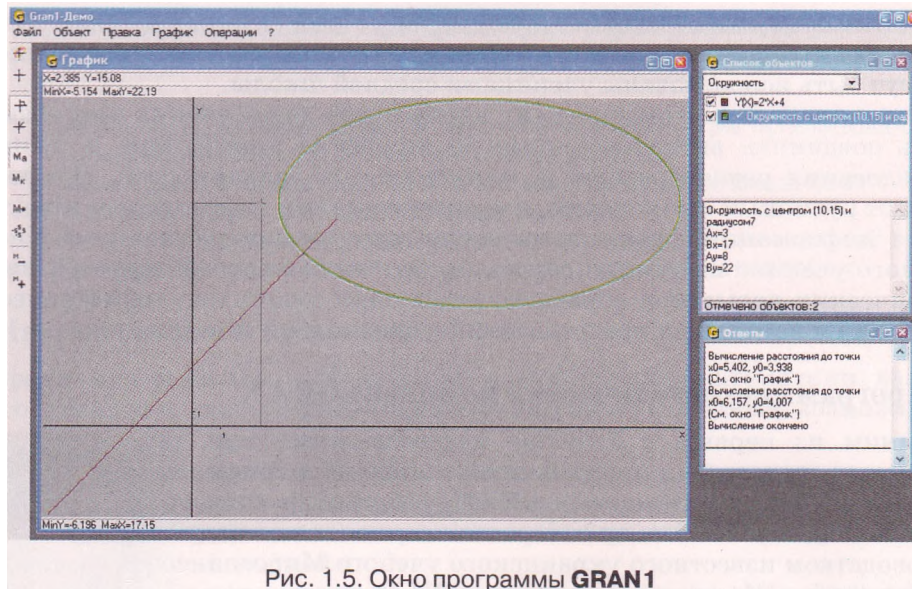 Gran1-Демо
Файл Объект Правка График Операции ?
График
X=2.385 Y=15.08
MinX=-5.154 MaxY=22.19
Y
1
1
X
MinY=-6.196 MaxX=17.15
Ма
Мк
М•
Список объектов
Окружность
Y(X)=2*X+4
Окружность с центром (10,15) и рад
Окружность с центром (10,15) и
радиусом7
Ax=3
Bx=17
Ay=8
By=22
Отмечено объектов:2
Ответы
Вычисление расстояния до точки
x0=5,402, y0=3,938
(См. окно "График")
Вычисление расстояния до точки
x0=6,157, y0=4,007
(См. окно "График")
Вычисление окончено
Рис. 1.5. Окно программы GRAN1